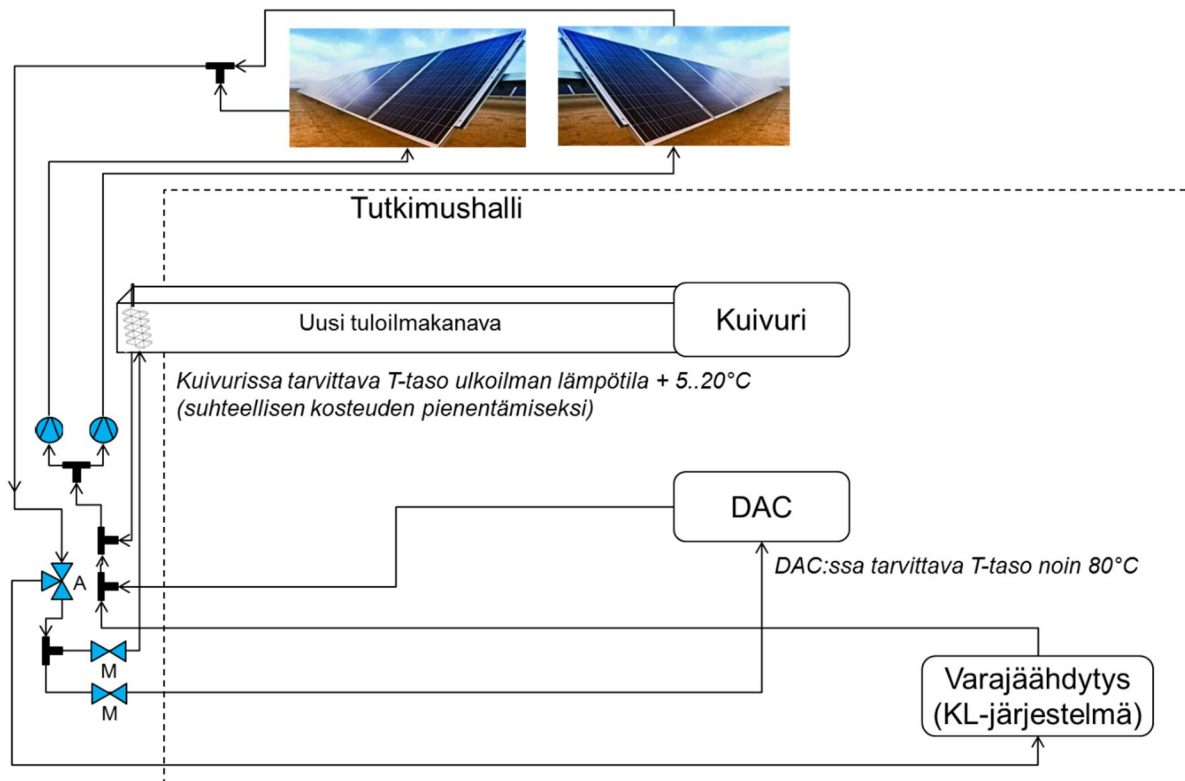 Tutkimushalli
Uusi tuloilmakanava
Kuivuri
Kuivurissa tarvittava T-taso ulkoilman lämpötila + 5..20°C
(suhteellisen kosteuden pienentämiseksi)
DAC
DAC:ssa tarvittava T-taso noin 80°C
A
M
M
Varajäähdytys
(KL-järjestelmä)